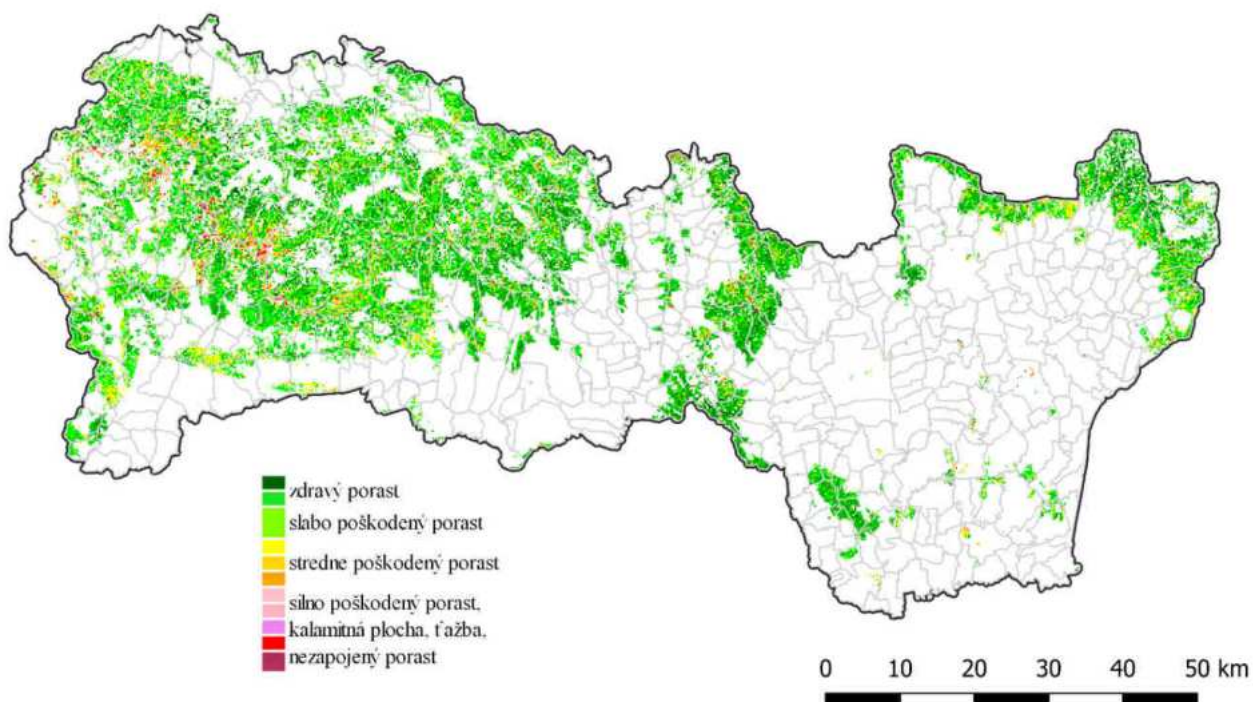 zdravý porast
slabo poškodený porast
stredne poškodený porast
silno poškodený porast,
kalamitná plocha, ťažba,
nezapojený porast
0 10 20 30 40 50 km